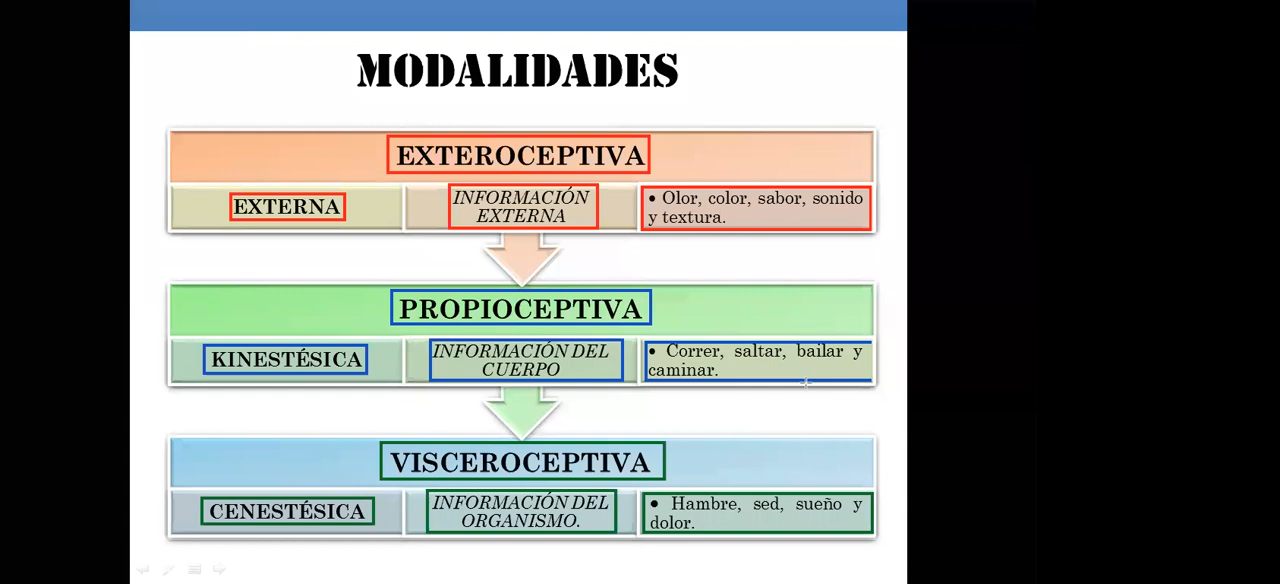 MODALIDADES
EXTEROCEPTIVA
EXTERNA
INFORMACIÓN
EXTERNA
• Olor, color, sabor, sonido
y textura.
PROPIOCEPTIVA
KINESTÉSICA
INFORMACIÓN DEL
CUERPO
• Correr, saltar, bailar y
caminar.
VISCEROCEPTIVA
CENESTÉSICA
INFORMACIÓN DEL
ORGANISMO.
• Hambre, sed, sueño y
dolor.